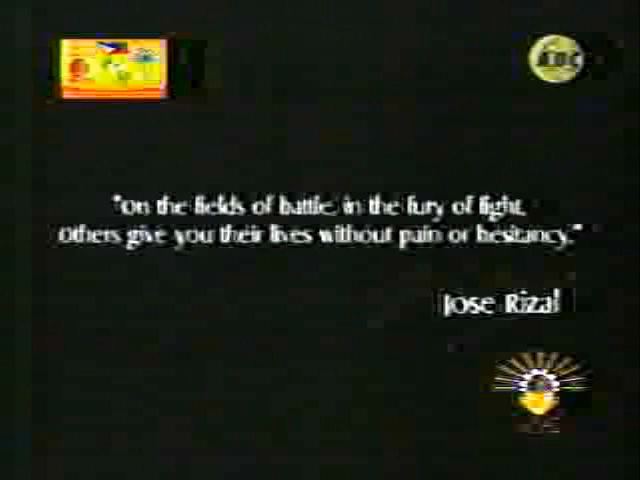 ABC
"On the fields of battle, in the fury of fight,
Others give you their lives without pain or hesitancy."
Jose Rizal